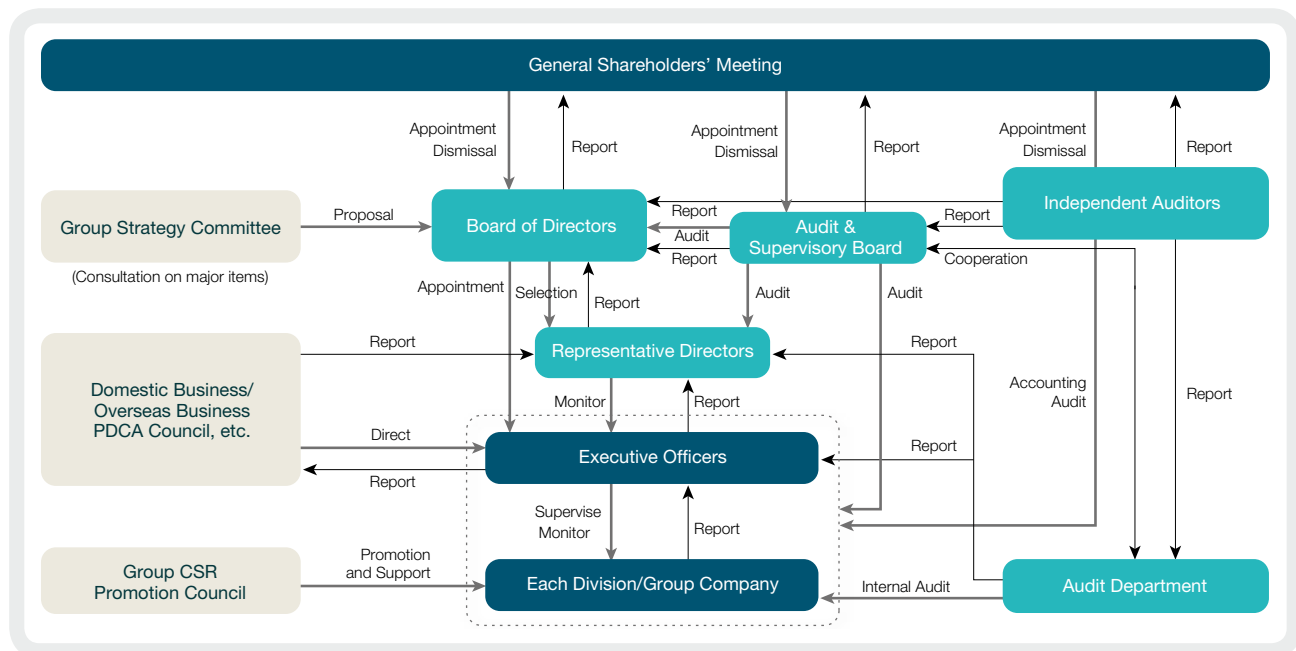 General Shareholders’ Meeting
Appointment
Dismissal
Report
Appointment
Dismissal
Report
Appointment
Dismissal
Report
Group Strategy Committee
(Consultation on major items)
Proposal
Board of Directors
Report
Audit
Report
Audit &
Supervisory Board
Report
Cooperation
Independent Auditors
Appointment
Selection
Report
Audit
Audit
Domestic Business/
Overseas Business
PDCA Council, etc.
Report
Representative Directors
Report
Accounting
Audit
Report
Monitor
Report
Direct
Report
Executive Officers
Report
Supervise
Monitor
Report
Group CSR
Promotion Council
Promotion
and Support
Each Division/Group Company
Internal Audit
Audit Department